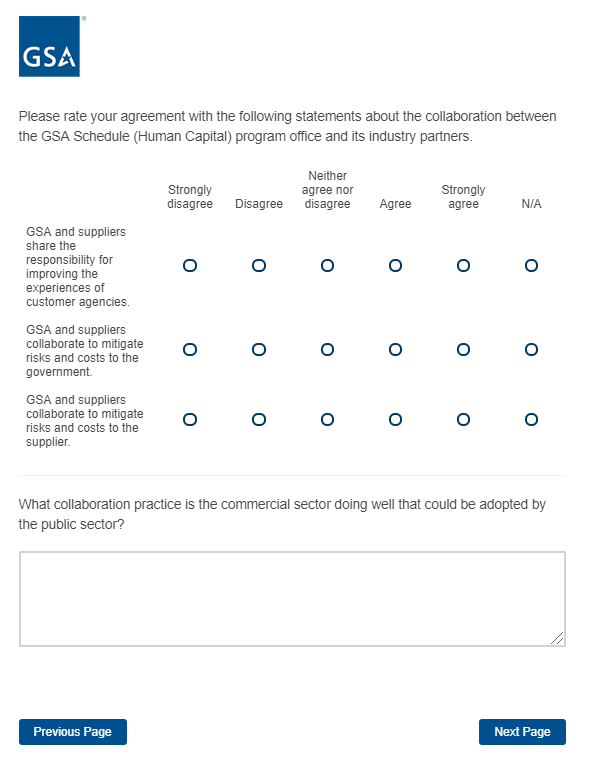 GSA
Please rate your agreement with the following statements about the collaboration between
the GSA Schedule (Human Capital) program office and its industry partners.
Strongly
disagree
Disagree
Neither
agree nor
disagree
Agree
Strongly
agree
N/A
GSA and suppliers
share the
responsibility for
improving the
experiences of
customer agencies.
GSA and suppliers
collaborate to mitigate
risks and costs to the
government.
GSA and suppliers
collaborate to mitigate
risks and costs to the
supplier.
What collaboration practice is the commercial sector doing well that could be adopted by
the public sector?
Previous Page
Next Page